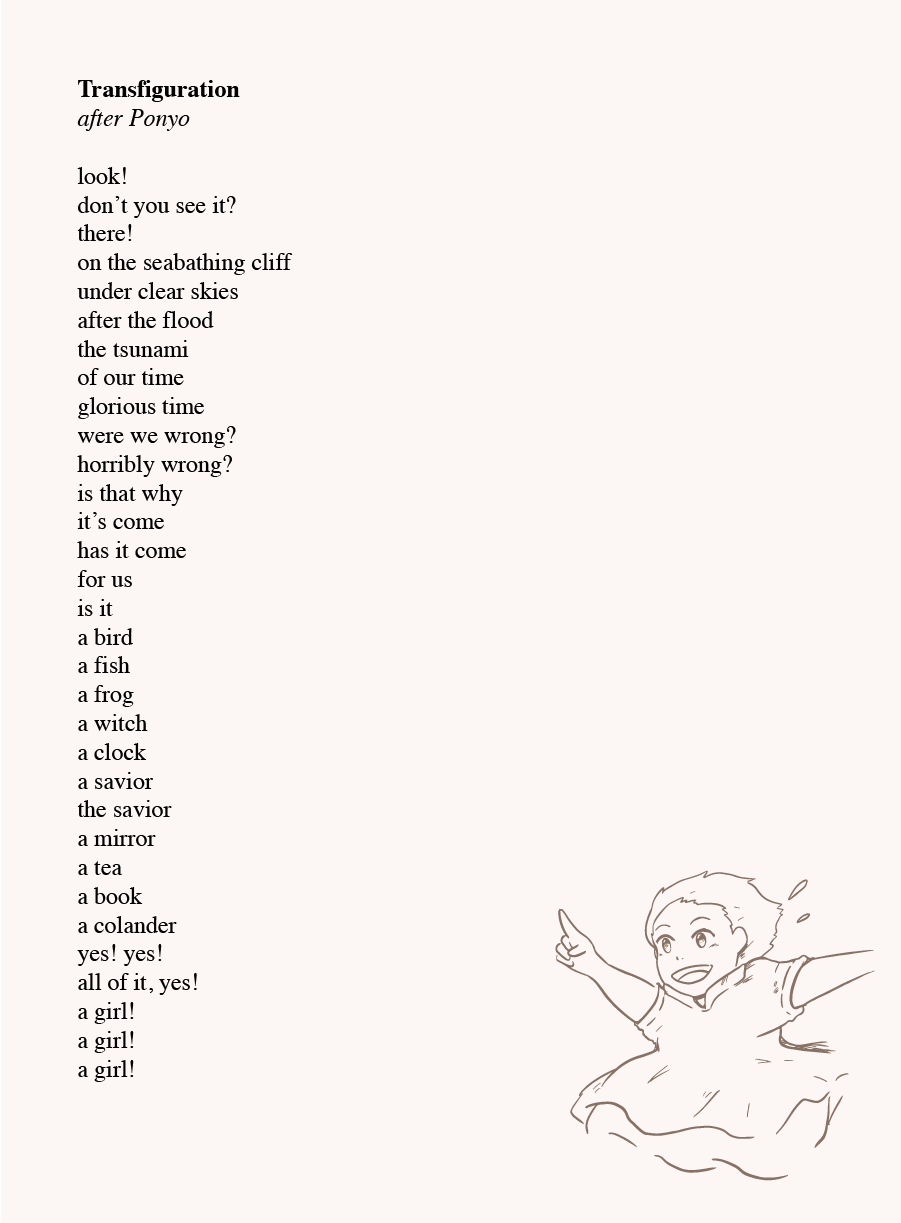 Transfiguration
after Ponyo
look!
don’t you see it?
there!
on the seabathing cliff
under clear skies
after the flood
the tsunami
of our time
glorious time
were we wrong?
horribly wrong?
is that why
it’s come
has it come
for us
is it
a bird
a fish
a frog
a witch
a clock
a savior
the savior
a mirror
a tea
a book
a colander
yes! yes!
all of it, yes!
a girl!
a girl!
a girl!